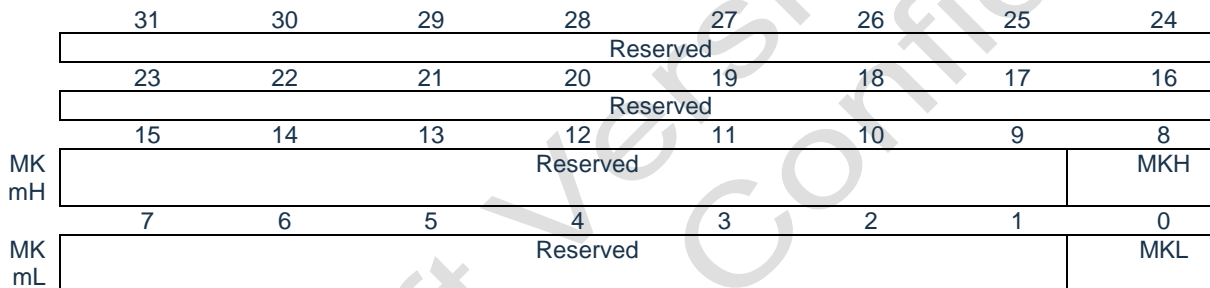 31 30 29 28 27 26 25 24
Reserved
23 22 21 20 19 18 17 16
Reserved
15 14 13 12 11 10 9 8
MK Reserved MKH
mH
7 6 5 4 3 2 1 0
MK Reserved MKL
mL